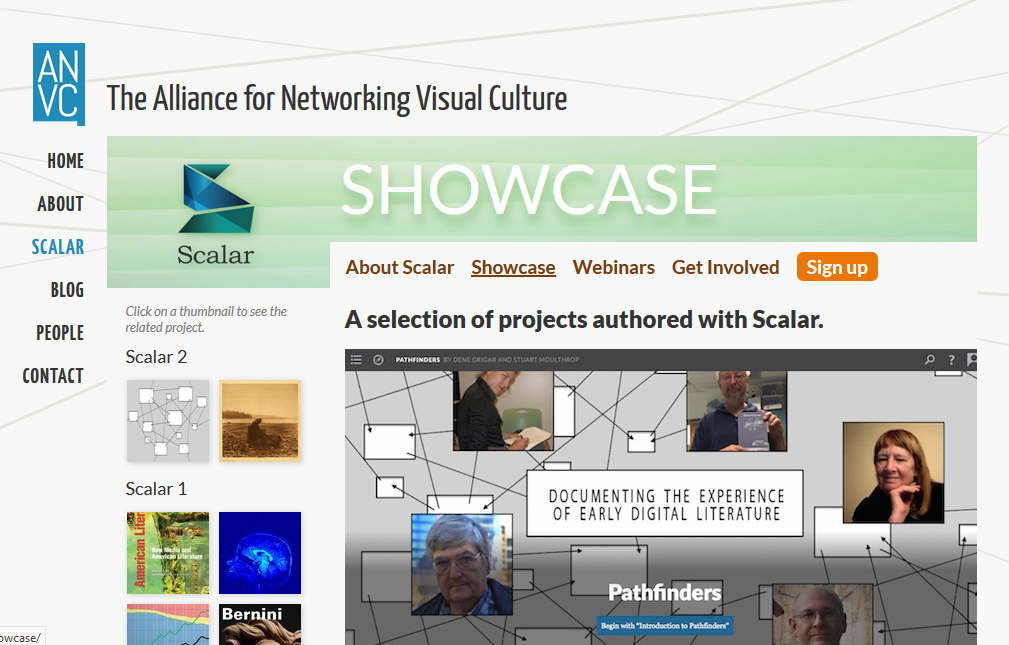 AN
VC
The Alliance for Networking Visual Culture
HOME
ABOUT
SCALAR
BLOG
PEOPLE
CONTACT
Scalar
SHOWCASE
About Scalar Showcase Webinars Get Involved Sign up
Click on a thumbnail to see the
related project.
Scalar 2
Scalar 1
American Liter
New Media and
American Literature
Bernini
A selection of projects authored with Scalar.
PATHFINDERS BY DENE GRIGAR AND STUART MOULTHROP
?
DOCUMENTING THE EXPERIENCE
OF EARLY DIGITAL LITERATURE
Pathfinders
Begin with "Introduction to Pathfinders"
owcase/